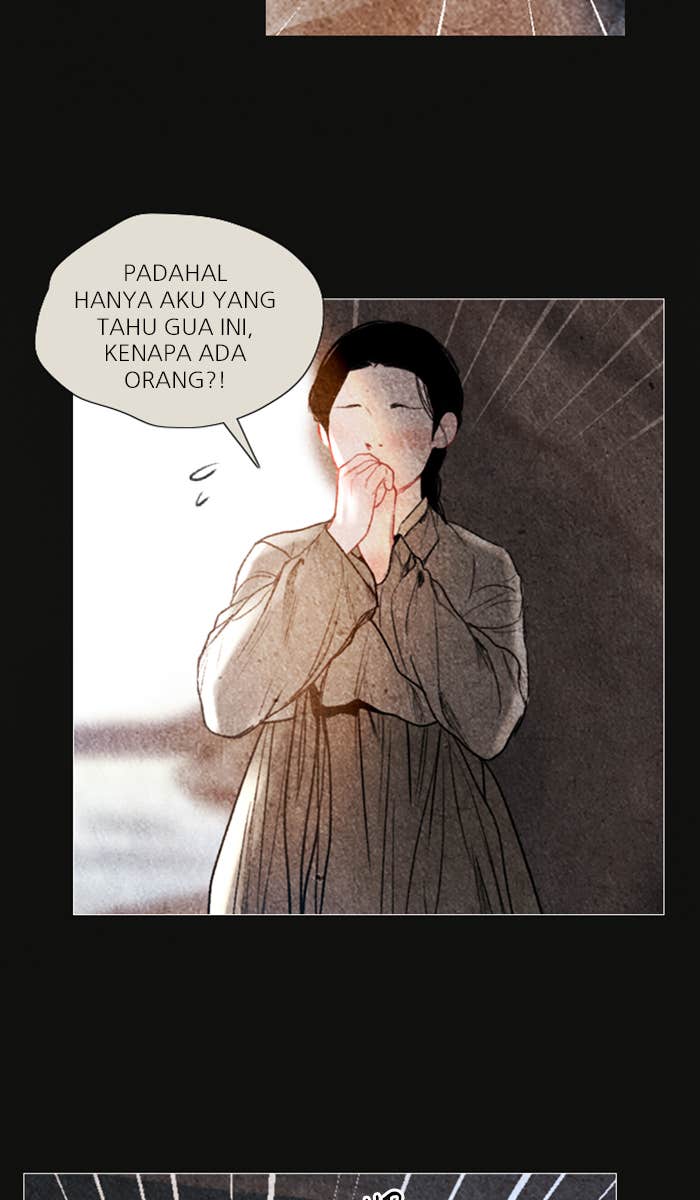 PADAHAL
HANYA AKU YANG
TAHU GUA INI,
KENAPA ADA
ORANG?!